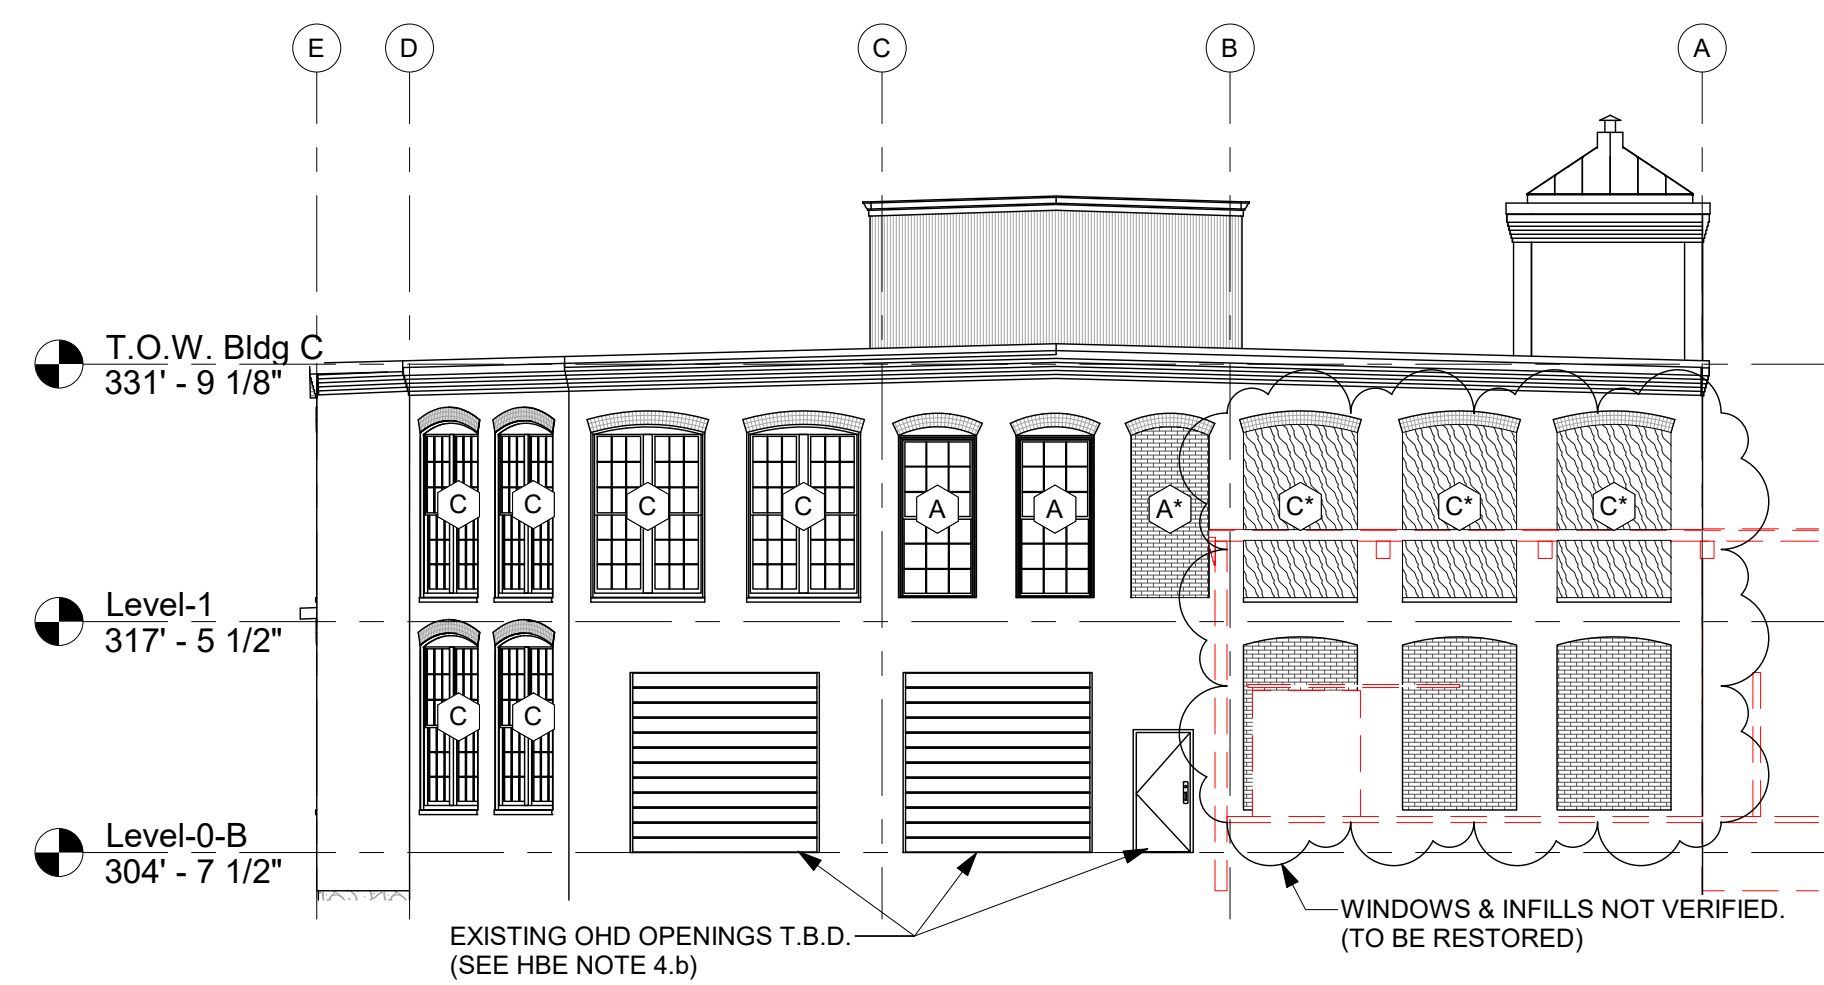 E D C B A
T.O.W. Bldg C
331' - 9 1/8"
C C C C A A A* C* C* C*
Level-1
317' - 5 1/2"
C C
Level-0-B
304' - 7 1/2"
EXISTING OHD OPENINGS T.B.D.
(SEE HBE NOTE 4.b)
WINDOWS & INFILLS NOT VERIFIED.
(TO BE RESTORED)